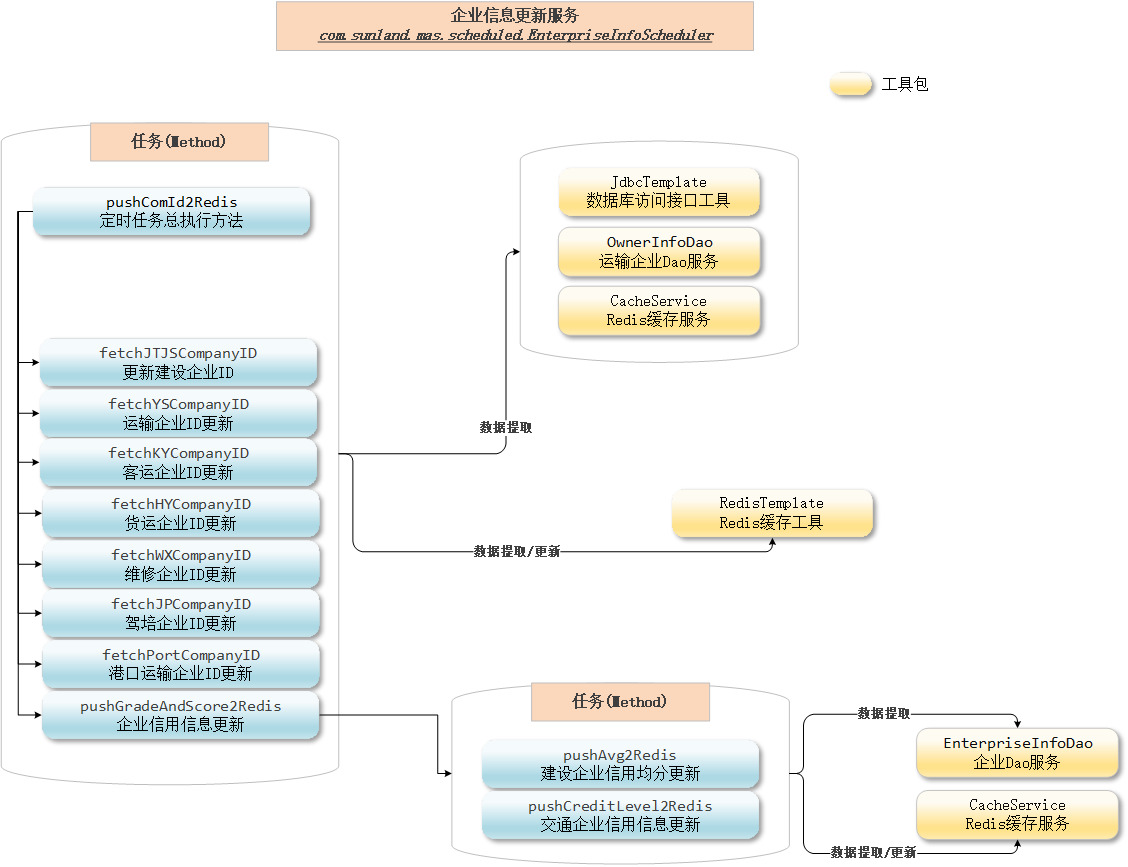 企业信息更新服务
com.sunland.mas.scheduled.EnterpriseInfoScheduler
工具包
任务(Method)
pushComId2Redis
定时任务总执行方法
fetchJTJSCompanyID
更新建设企业ID
fetchYSCompanyID
运输企业ID更新
fetchKYCompanyID
客运企业ID更新
fetchHYCompanyID
货运企业ID更新
fetchWXCompanyID
维修企业ID更新
fetchJPCompanyID
驾培企业ID更新
fetchPortCompanyID
港口运输企业ID更新
pushGradeAndScore2Redis
企业信用信息更新
JdbcTemplate
数据库访问接口工具
OwnerInfoDao
运输企业Dao服务
CacheService
Redis缓存服务
数据提取
RedisTemplate
Redis缓存工具
数据提取/更新
任务(Method)
pushAvg2Redis
建设企业信用均分更新
pushCreditLevel2Redis
交通企业信用信息更新
数据提取
EnterpriseInfoDao
企业Dao服务
CacheService
Redis缓存服务
数据提取/更新